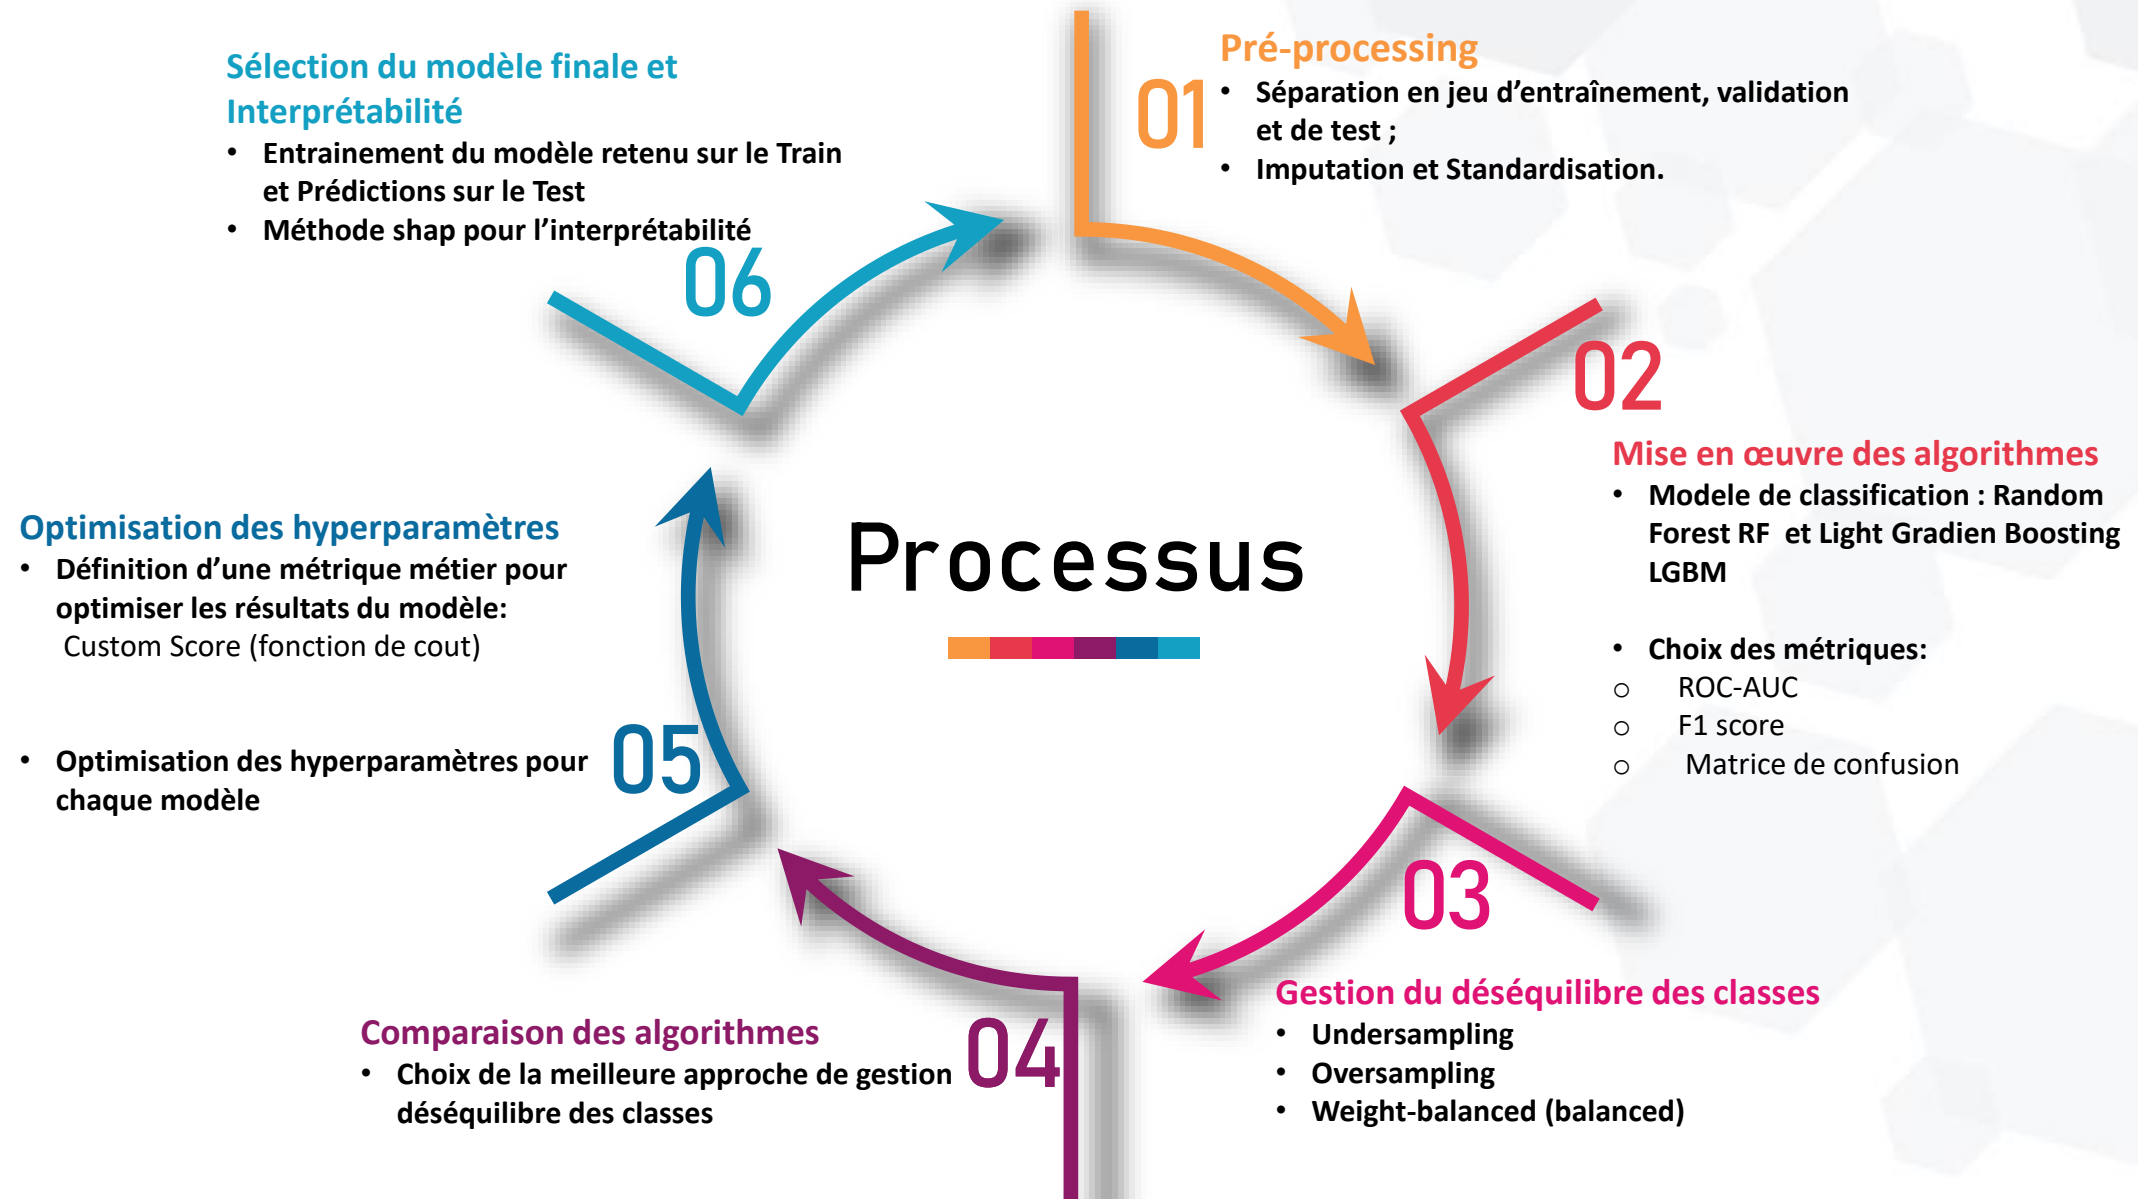 Pré-processing
01
• Séparation en jeu d’entraînement, validation
et de test ;
• Imputation et Standardisation.
02
Mise en œuvre des algorithmes
• Modele de classification : Random
Forest RF et Light Gradien Boosting
LGBM
• Choix des métriques:
o ROC-AUC
o F1 score
o Matrice de confusion
03
Gestion du déséquilibre des classes
• Undersampling
• Oversampling
• Weight-balanced (balanced)
04
Comparaison des algorithmes
• Choix de la meilleure approche de gestion
déséquilibre des classes
05
Optimisation des hyperparamètres
• Définition d’une métrique métier pour
optimiser les résultats du modèle:
Custom Score (fonction de cout)
• Optimisation des hyperparamètres pour
chaque modèle
06
Sélection du modèle finale et
Interprétabilité
• Entrainement du modèle retenu sur le Train
et Prédictions sur le Test
• Méthode shap pour l’interprétabilité
Processus